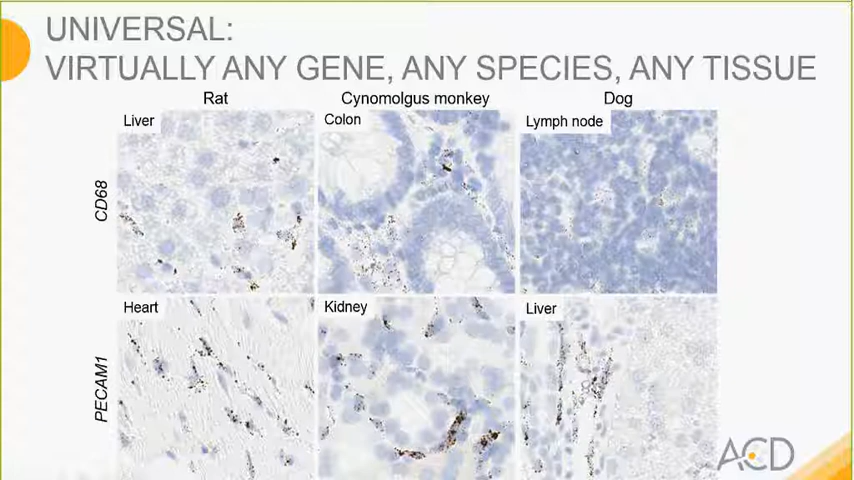 UNIVERSAL:
VIRTUALLY ANY GENE, ANY SPECIES, ANY TISSUE
Rat Cynomolgus monkey Dog
Liver Colon Lymph node
CD68
Heart Kidney Liver
PECAM1
ACD